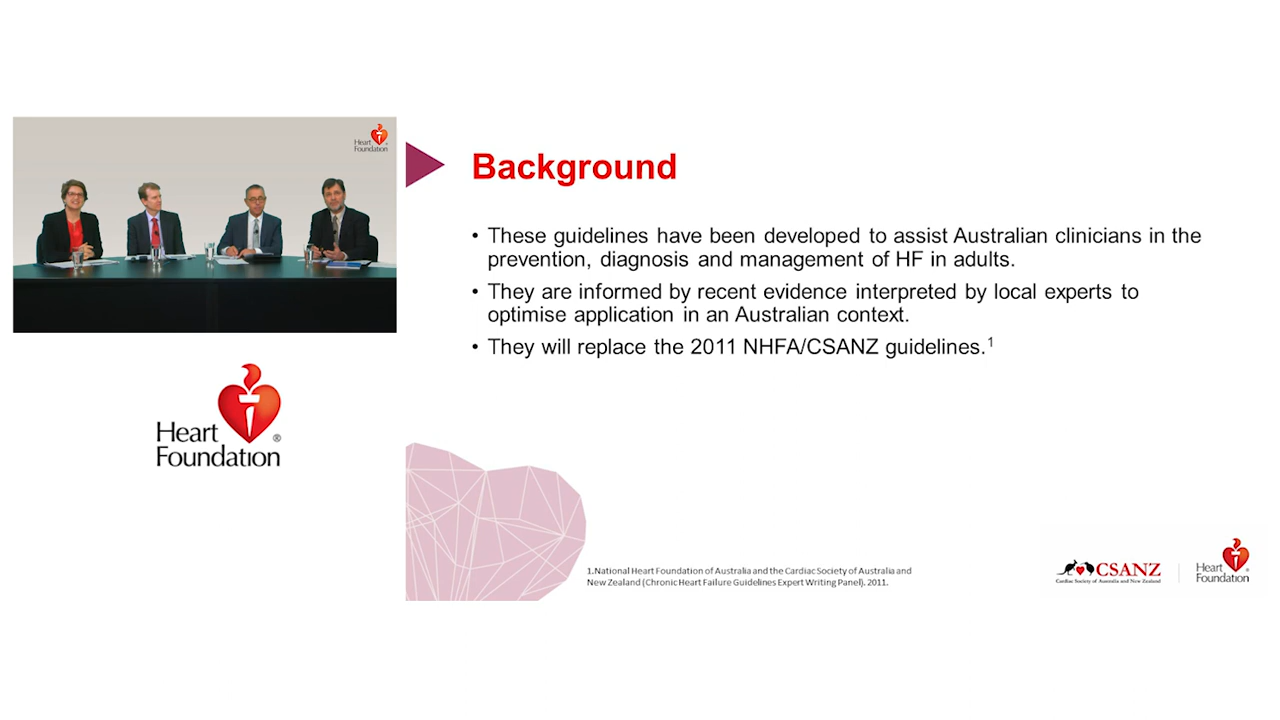 Heart
Foundation
Background
• These guidelines have been developed to assist Australian clinicians in the
prevention, diagnosis and management of HF in adults.
• They are informed by recent evidence interpreted by local experts to
optimise application in an Australian context.
• They will replace the 2011 NHFA/CSANZ guidelines.1
Heart
Foundation®
1.National Heart Foundation of Australia and the Cardiac Society of Australia and
New Zealand (Chronic Heart Failure Guidelines Expert Writing Panel). 2011.
CSANZ
Cardiac Society of Australia and New Zealand
Heart
Foundation